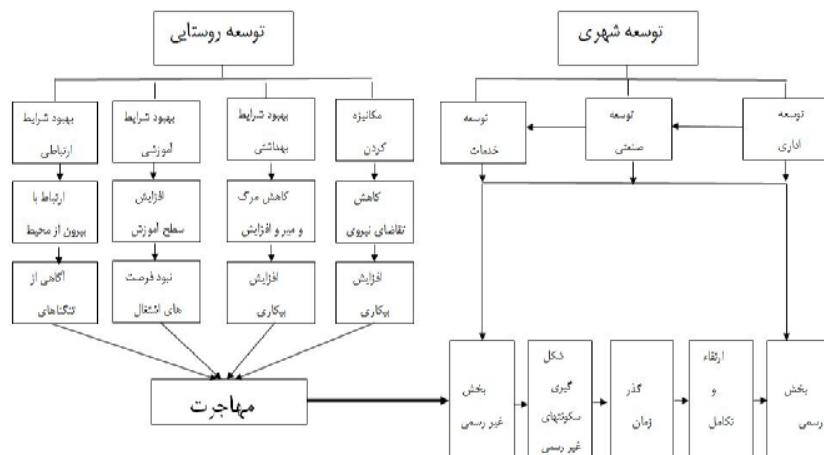 توسعه شهری
توسعه روستایی
توسعه
اداری
توسعه
صنعتی
توسعه
خدمات
مکانیزه
کردن
بهبود شرایط
بهداشتی
بهبود شرایط
آموزشی
بهبود شرایط
ارتباطی
کاهش
تقاضای نیروی
کاهش مرگ
و میر و افزایش
افزایش
سطح آموزش
ارتباط با
بیرون از محیط
افزایش
بیکاری
افزایش
بیکاری
نبود فرصت
های اشتغال
آگاهی از
تنگناهای
مهاجرت
بخش
غیر رسمی
شکل
گیری
سکونتهای
غیر رسمی
گذر
زمان
ارتقاء
و
تکامل
بخش
رسمی